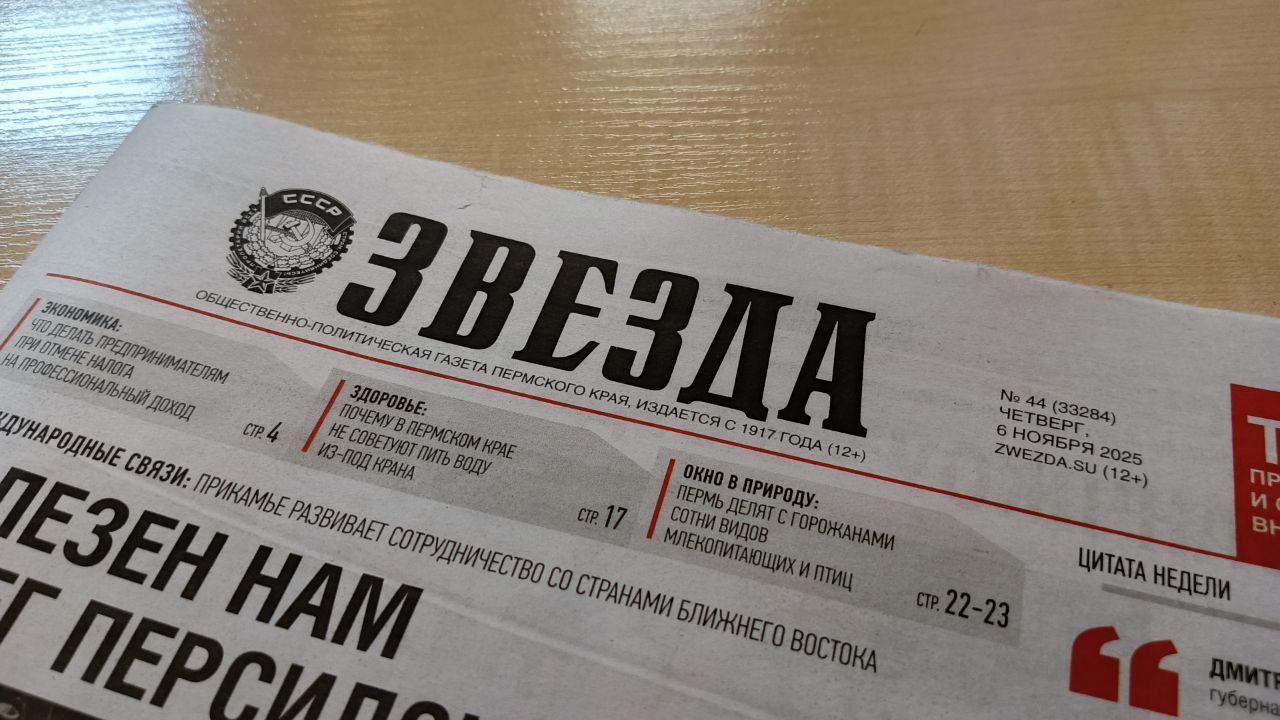 СССР
ЗВЕЗДА
ОБЩЕСТВЕННО-ПОЛИТИЧЕСКАЯ ГАЗЕТА ПЕРМСКОГО КРАЯ, ИЗДАЕТСЯ С 1917 ГОДА (12+)
№ 44 (33284)
ЧЕТВЕРГ,
6 НОЯБРЯ 2025
ZWEZDA.SU (12+)
ЭКОНОМИКА:
ЧТО ДЕЛАТЬ ПРЕДПРИНИМАТЕЛЯМ
ПРИ ОТМЕНЕ НАЛОГА
НА ПРОФЕССИОНАЛЬНЫЙ ДОХОД
СТР. 4
ЗДОРОВЬЕ:
ПОЧЕМУ В ПЕРМСКОМ КРАЕ
НЕ СОВЕТУЮТ ПИТЬ ВОДУ
ИЗ-ПОД КРАНА
СТР. 17
ОКНО В ПРИРОДУ:
ПЕРМЬ ДЕЛЯТ С ГОРОЖАНАМИ
СОТНИ ВИДОВ
МЛЕКОПИТАЮЩИХ И ПТИЦ
СТР. 22-23
СВЯЗИ: ПРИКАМЬЕ РАЗВИВАЕТ СОТРУДНИЧЕСТВО СО СТРАНАМИ БЛИЖНЕГО ВОСТОКА
НАМ
ЦИТАТА НЕДЕЛИ